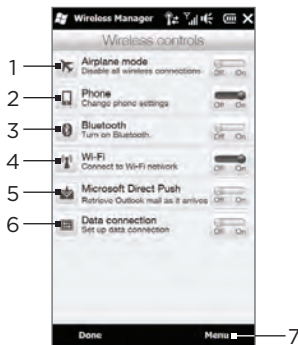 Wireless Manager
Wireless controls
1
Airplane mode
Disable all wireless connections
Off On
2
Phone
Change phone settings
Off On
3
Bluetooth
Turn on Bluetooth.
Off On
4
Wi-Fi
Connect to Wi-Fi network
Off On
5
Microsoft Direct Push
Retrieve Outlook mail as it arrives
Off On
6
Data connection
Set up data connection
Off On
Done Menu
7